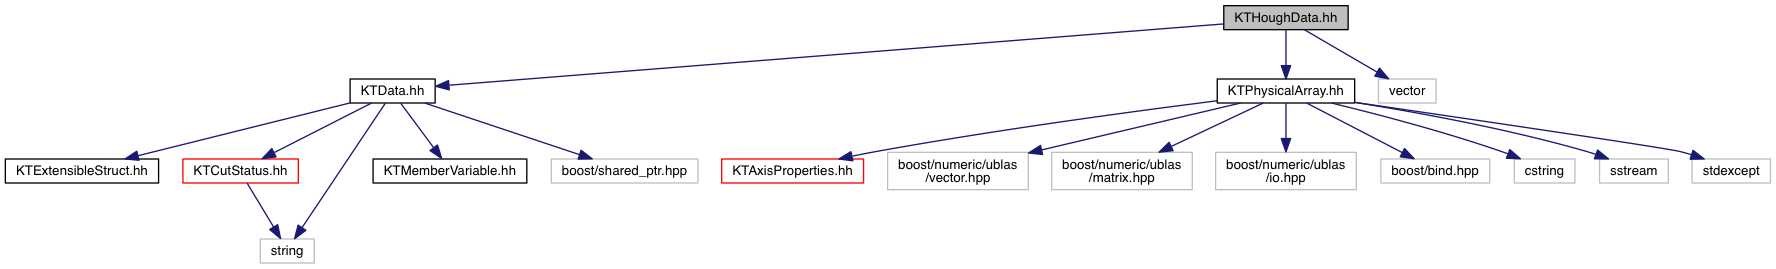 KTHoughData.hh
KTData.hh
KTPhysicalArray.hh
vector
KTExtensibleStruct.hh
KTCutStatus.hh
KTMemberVariable.hh
boost/shared_ptr.hpp
KTAxisProperties.hh
boost/numeric/ublas
/vector.hpp
boost/numeric/ublas
/matrix.hpp
boost/numeric/ublas
/io.hpp
boost/bind.hpp
cstring
sstream
stdexcept
string